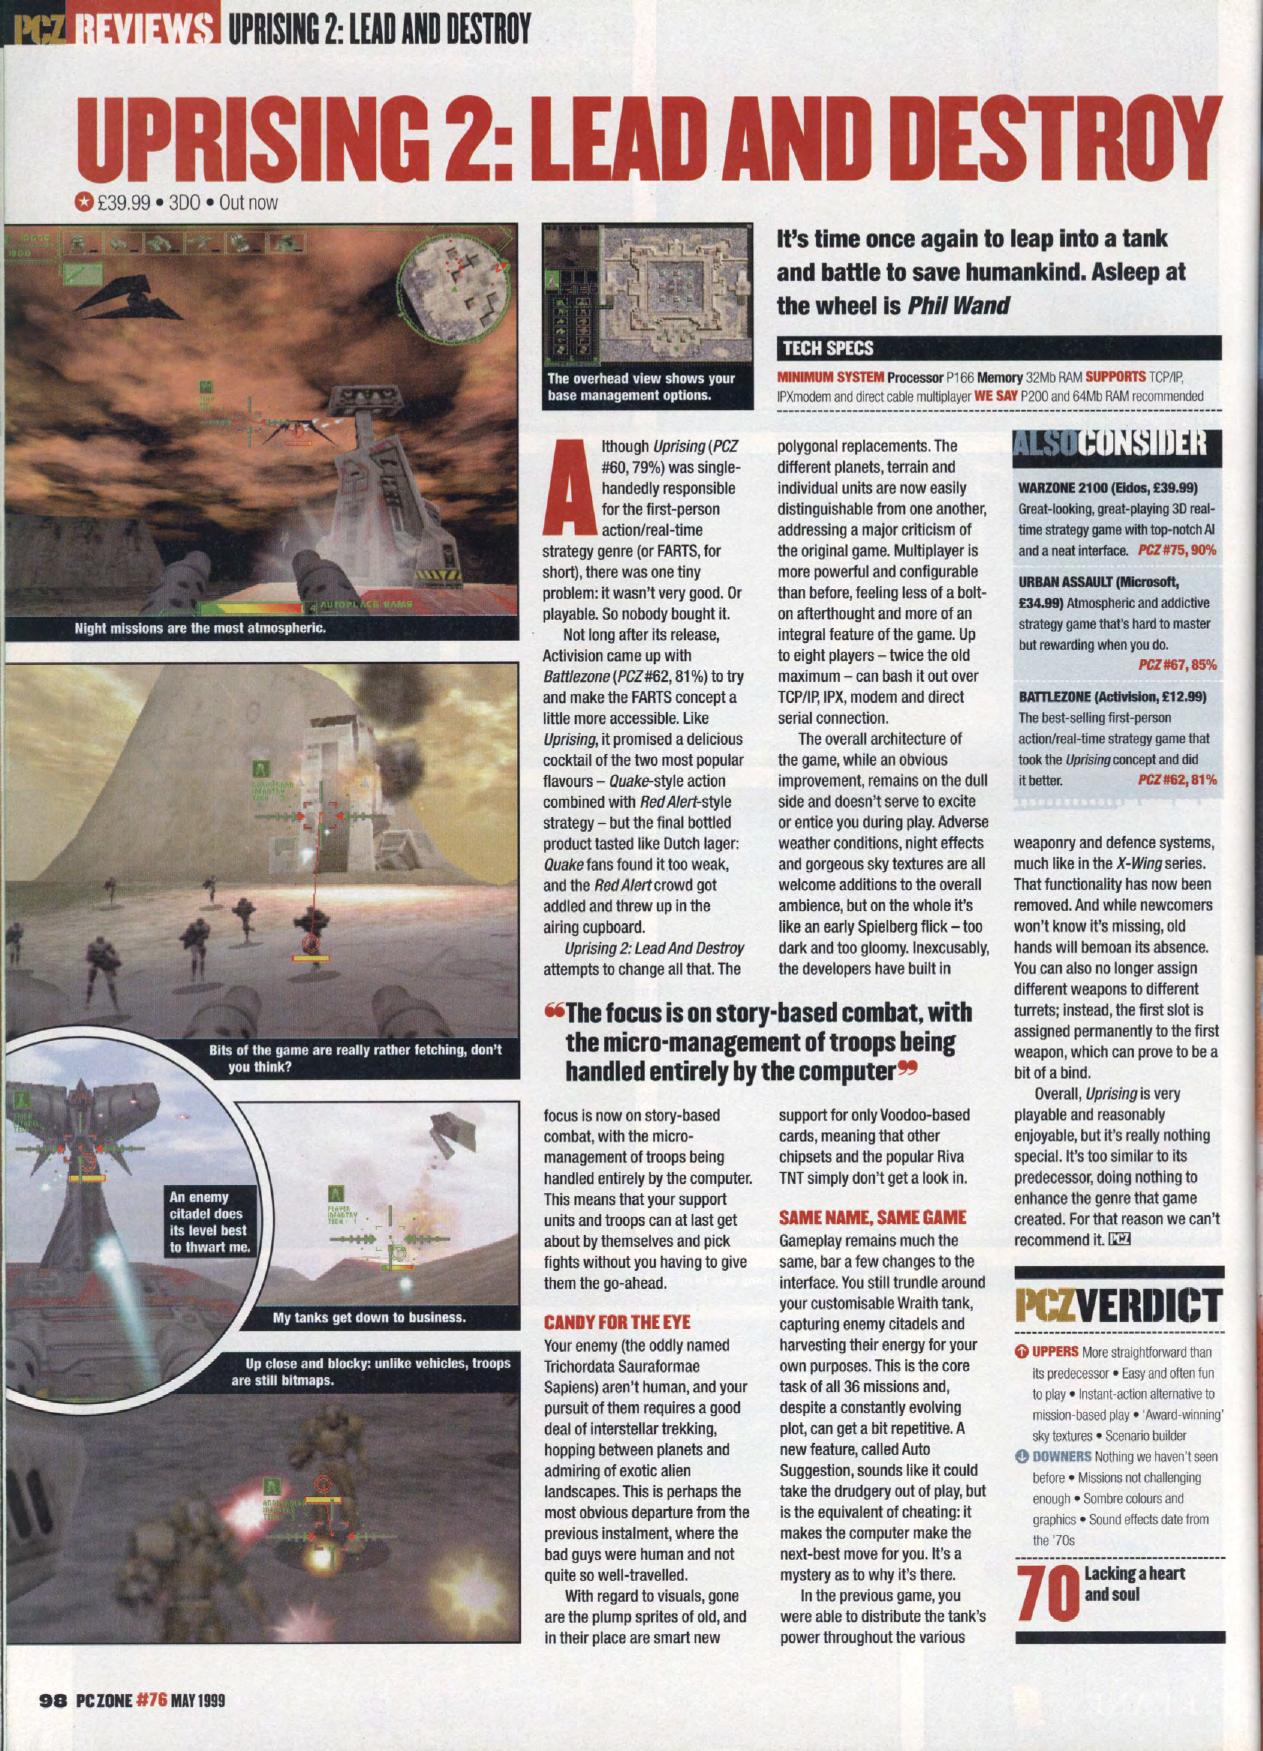 PCZ REVIEWS UPRISING 2: LEAD AND DESTROY
UPRISING 2: LEAD AND DESTROY
£39.99 • 3DO • Out now
AUTOPLACE RAMS
Night missions are the most atmospheric.
Bits of the game are really rather fetching, don't
you think?
An enemy
citadel does
its level best
to thwart me.
PLAYER
INFANTRY
TECH
My tanks get down to business.
Up close and blocky: unlike vehicles, troops
are still bitmaps.
The overhead view shows your
base management options.
It's time once again to leap into a tank
and battle to save humankind. Asleep at
the wheel is Phil Wand
TECH SPECS
MINIMUM SYSTEM Processor P166 Memory 32Mb RAM SUPPORTS TCP/IP,
IPXmodem and direct cable multiplayer WE SAY P200 and 64Mb RAM recommended
Although Uprising (PCZ
#60, 79%) was single-
handedly responsible
for the first-person
action/real-time
strategy genre (or FARTS, for
short), there was one tiny
problem: it wasn't very good. Or
playable. So nobody bought it.
Not long after its release,
Activision came up with
Battlezone (PCZ #62, 81%) to try
and make the FARTS concept a
little more accessible. Like
Uprising, it promised a delicious
cocktail of the two most popular
flavours – Quake-style action
combined with Red Alert-style
strategy – but the final bottled
product tasted like Dutch lager:
Quake fans found it too weak,
and the Red Alert crowd got
addled and threw up in the
airing cupboard.
Uprising 2: Lead And Destroy
attempts to change all that. The
“The focus is on story-based combat, with
the micro-management of troops being
handled entirely by the computer”
focus is now on story-based
combat, with the micro-
management of troops being
handled entirely by the computer.
This means that your support
units and troops can at last get
about by themselves and pick
fights without you having to give
them the go-ahead.
CANDY FOR THE EYE
Your enemy (the oddly named
Trichordata Sauraformae
Sapiens) aren't human, and your
pursuit of them requires a good
deal of interstellar trekking,
hopping between planets and
admiring of exotic alien
landscapes. This is perhaps the
most obvious departure from the
previous instalment, where the
bad guys were human and not
quite so well-travelled.
With regard to visuals, gone
are the plump sprites of old, and
in their place are smart new
polygonal replacements. The
different planets, terrain and
individual units are now easily
distinguishable from one another,
addressing a major criticism of
the original game. Multiplayer is
more powerful and configurable
than before, feeling less of a bolt-
on afterthought and more of an
integral feature of the game. Up
to eight players – twice the old
maximum – can bash it out over
TCP/IP, IPX, modem and direct
serial connection.
The overall architecture of
the game, while an obvious
improvement, remains on the dull
side and doesn't serve to excite
or entice you during play. Adverse
weather conditions, night effects
and gorgeous sky textures are all
welcome additions to the overall
ambience, but on the whole it's
like an early Spielberg flick – too
dark and too gloomy. Inexcusably,
the developers have built in
support for only Voodoo-based
cards, meaning that other
chipsets and the popular Riva
TNT simply don't get a look in.
SAME NAME, SAME GAME
Gameplay remains much the
same, bar a few changes to the
interface. You still trundle around
your customisable Wraith tank,
capturing enemy citadels and
harvesting their energy for your
own purposes. This is the core
task of all 36 missions and,
despite a constantly evolving
plot, can get a bit repetitive. A
new feature, called Auto
Suggestion, sounds like it could
take the drudgery out of play, but
is the equivalent of cheating: it
makes the computer make the
next-best move for you. It's a
mystery as to why it's there.
In the previous game, you
were able to distribute the tank's
power throughout the various
ALSO CONSIDER
WARZONE 2100 (Eidos, £39.99)
Great-looking, great-playing 3D real-
time strategy game with top-notch AI
and a neat interface. PCZ #75, 90%
URBAN ASSAULT (Microsoft,
£34.99) Atmospheric and addictive
strategy game that's hard to master
but rewarding when you do.
PCZ #67, 85%
BATTLEZONE (Activision, £12.99)
The best-selling first-person
action/real-time strategy game that
took the Uprising concept and did
it better. PCZ #62, 81%
weaponry and defence systems,
much like in the X-Wing series.
That functionality has now been
removed. And while newcomers
won't know it's missing, old
hands will bemoan its absence.
You can also no longer assign
different weapons to different
turrets; instead, the first slot is
assigned permanently to the first
weapon, which can prove to be a
bit of a bind.
Overall, Uprising is very
playable and reasonably
enjoyable, but it's really nothing
special. It's too similar to its
predecessor, doing nothing to
enhance the genre that game
created. For that reason we can't
recommend it. PCZ
PCZ VERDICT
UPPERS More straightforward than
its predecessor • Easy and often fun
to play • Instant-action alternative to
mission-based play • 'Award-winning'
sky textures • Scenario builder
DOWNERS Nothing we haven't seen
before • Missions not challenging
enough • Sombre colours and
graphics • Sound effects date from
the '70s
70 Lacking a heart
and soul
98 PC ZONE #76 MAY 1999